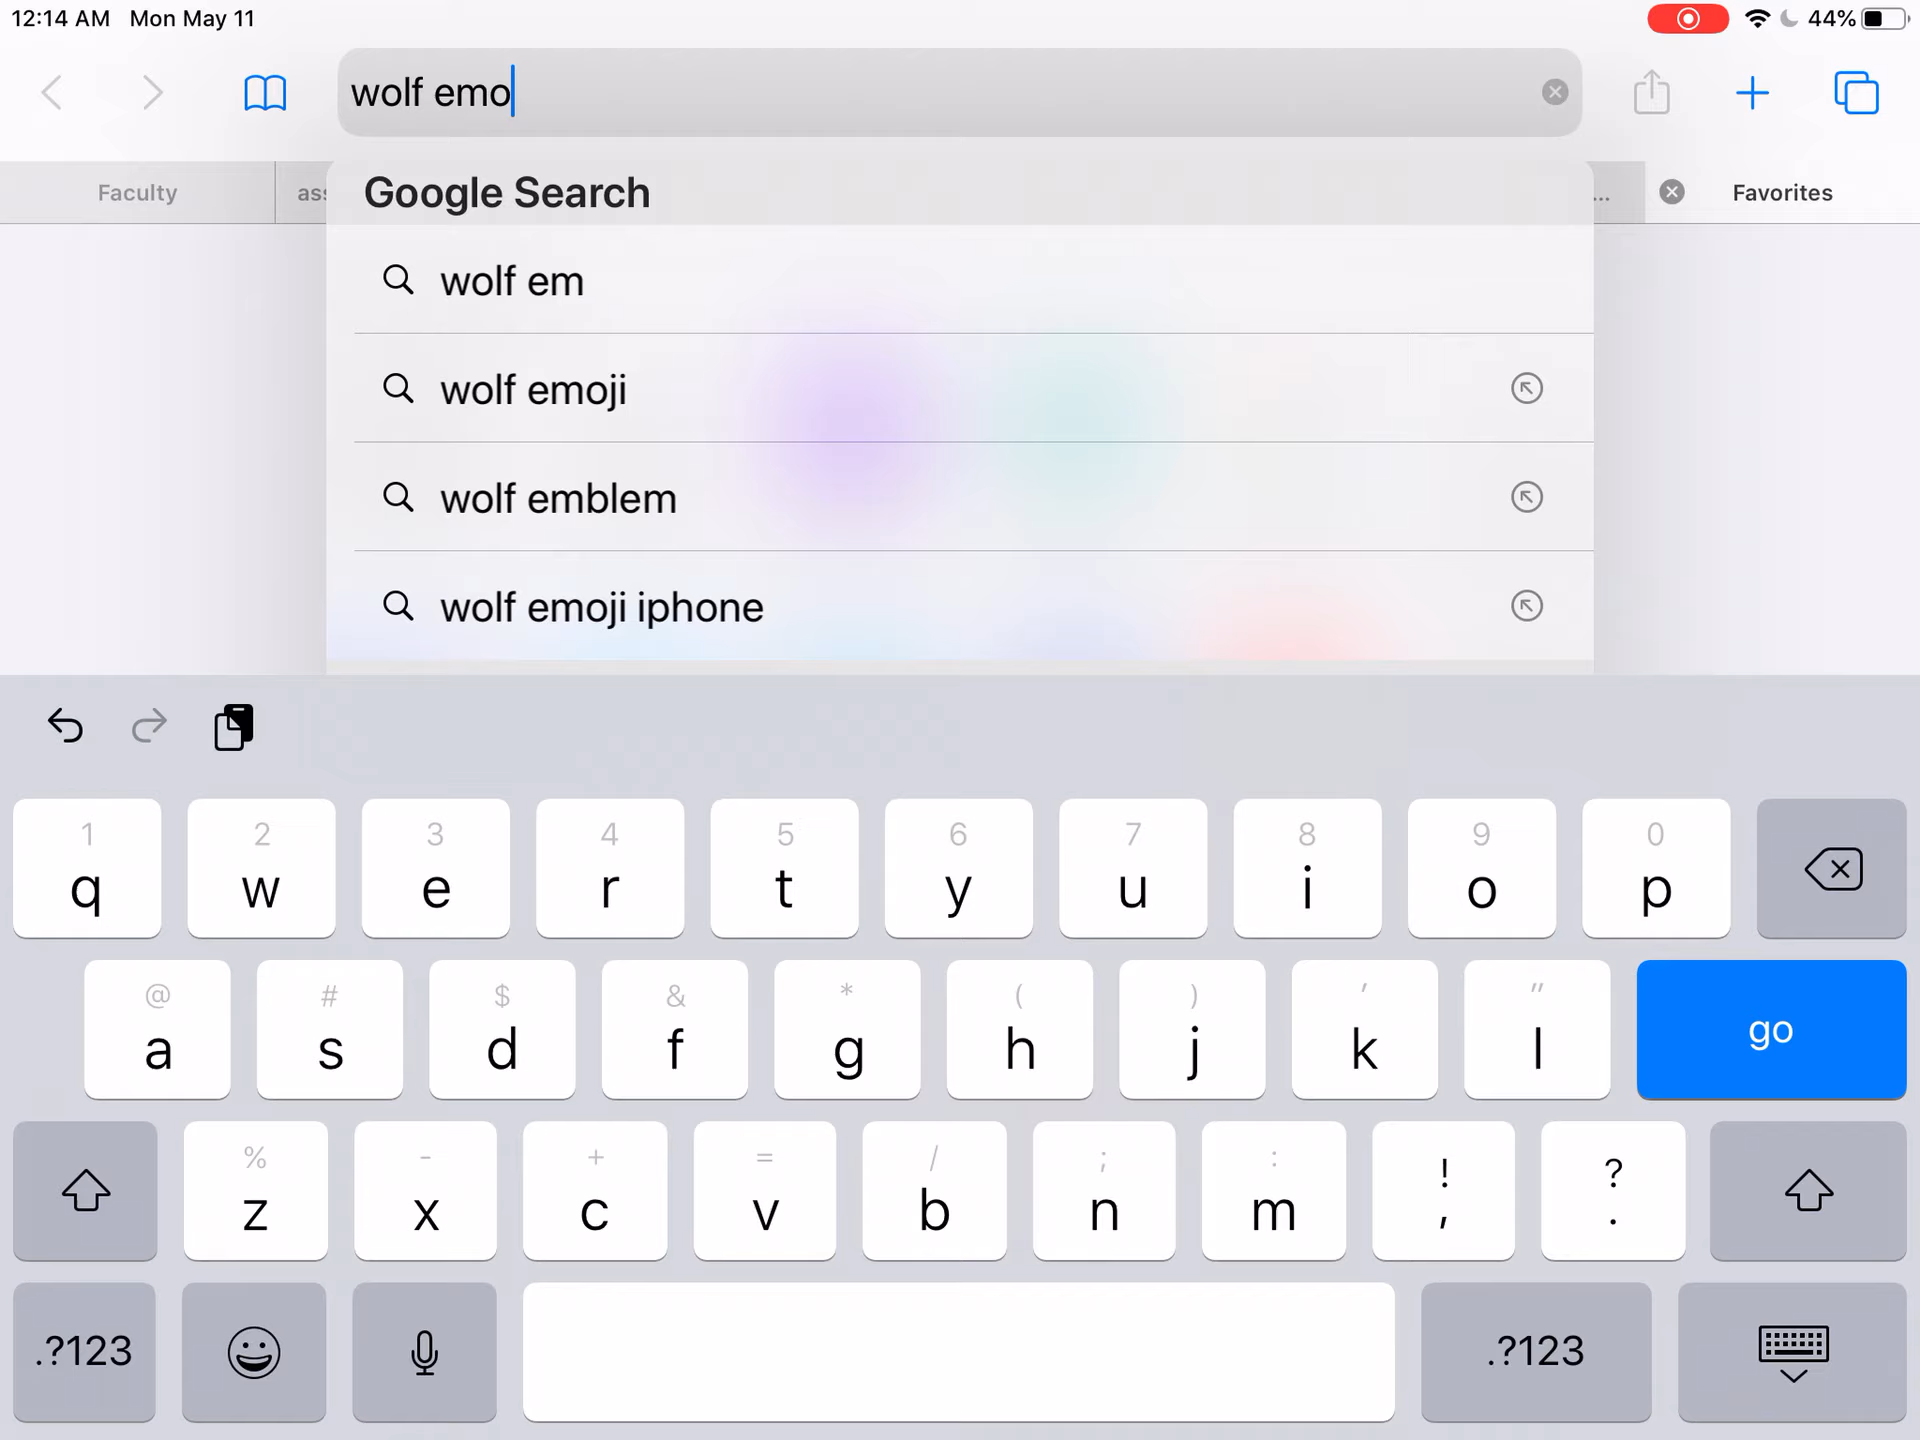 12:14 AM Mon May 11
44%
wolf emo
Faculty
ass
...
Favorites
Google Search
wolf em
wolf emoji
wolf emblem
wolf emoji iphone
1 2 3 4 5 6 7 8 9 0
q w e r t y u i o p
@ # $ & * ( ) ' "
a s d f g h j k l go
% - + = / ; : ! ?
z x c v b n m , .
.?123 .?123